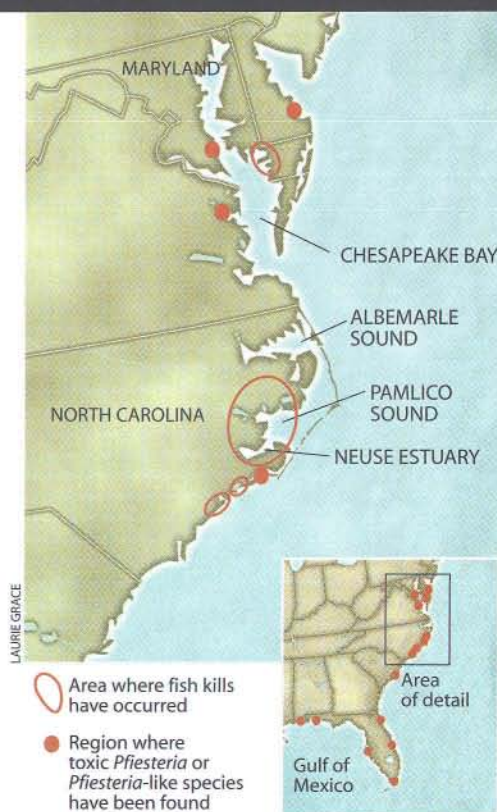 MARYLAND
CHESAPEAKE BAY
ALBEMARLE
SOUND
PAMLICO
SOUND
NORTH CAROLINA
NEUSE ESTUARY
LAURIE GRACE
Area where fish kills
have occurred
Region where
toxic Pfiesteria or
Pfiesteria-like species
have been found
Area
of detail
Gulf of
Mexico